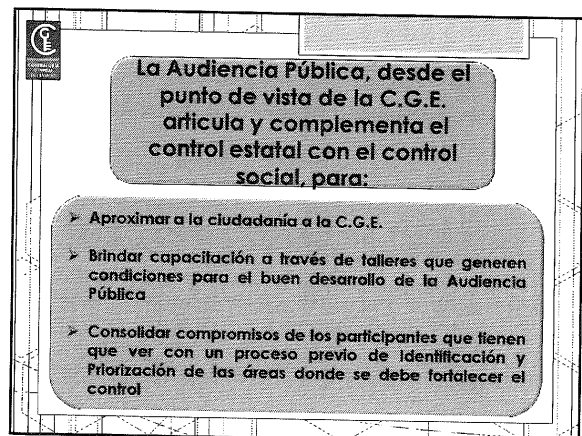 La Audiencia Pública, desde el
punto de vista de la C.G.E.
articula y complementa el
control estatal con el control
social, para:
➢ Aproximar a la ciudadanía a la C.G.E.
➢ Brindar capacitación a través de talleres que generen
condiciones para el buen desarrollo de la Audiencia
Pública
➢ Consolidar compromisos de los participantes que tienen
que ver con un proceso previo de Identificación y
Priorización de las áreas donde se debe fortalecer el
control